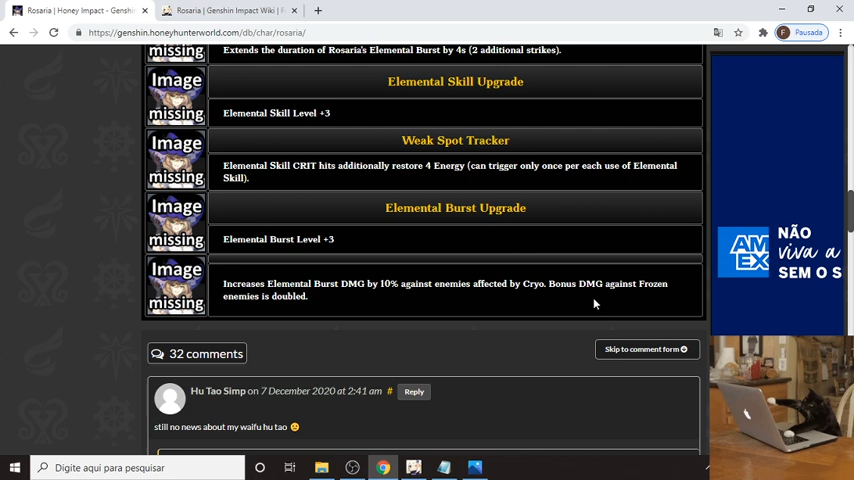 Rosaria | Honey Impact - Genshin
Rosaria | Genshin Impact Wiki | F
https://genshin.honeyhunterworld.com/db/char/rosaria/
F
Pausada
Image
missing
Extends the duration of Rosaria's Elemental Burst by 4s (2 additional strikes).
Image
missing
Elemental Skill Upgrade
Elemental Skill Level +3
Image
missing
Weak Spot Tracker
Elemental Skill CRIT hits additionally restore 4 Energy (can trigger only once per each use of Elemental
Skill).
Image
missing
Elemental Burst Upgrade
Elemental Burst Level +3
Image
missing
Increases Elemental Burst DMG by 10% against enemies affected by Cryo. Bonus DMG against Frozen
enemies is doubled.
AM
EX
NÃO
viva a
SEM O S
32 comments
Skip to comment form
Hu Tao Simp on 7 December 2020 at 2:41 am #
Reply
still no news about my waifu hu tao
Digite aqui para pesquisar